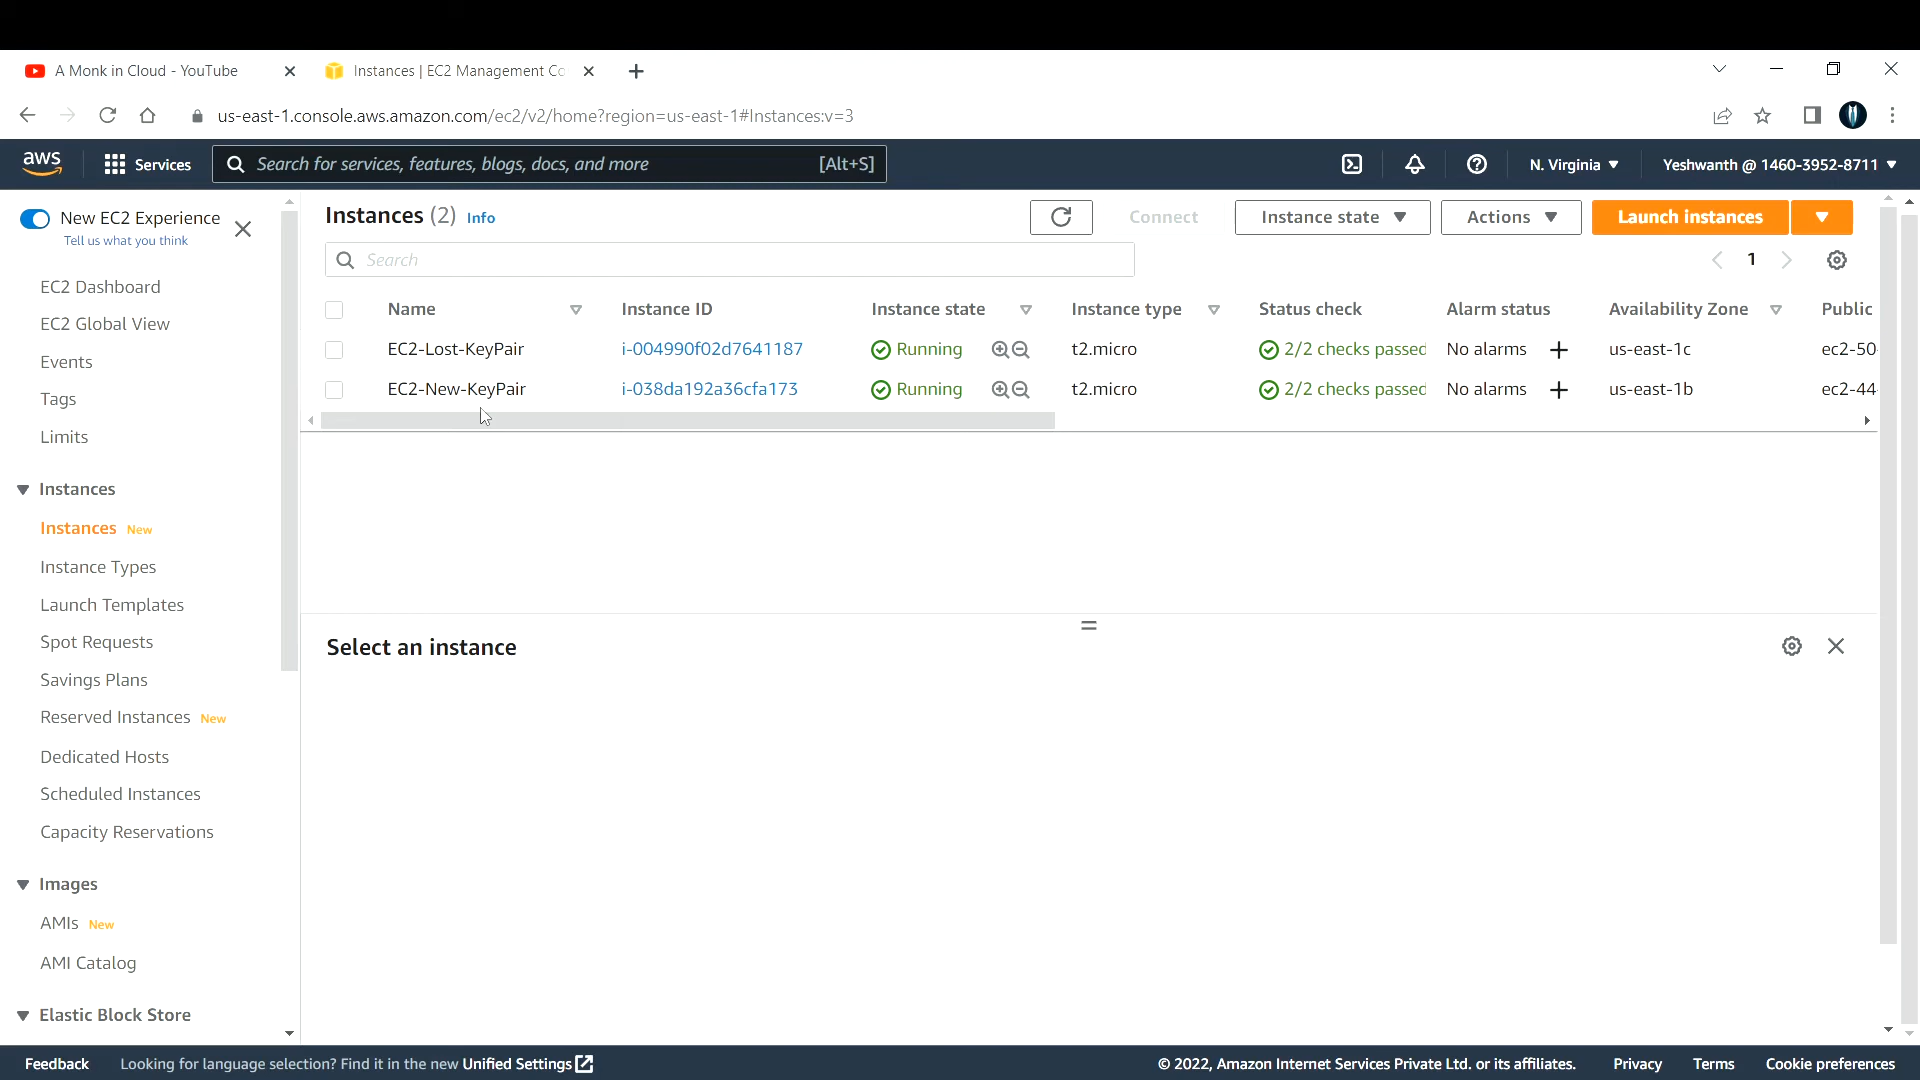 A Monk in Cloud - YouTube
Instances | EC2 Management Co
us-east-1.console.aws.amazon.com/ec2/v2/home?region=us-east-1#Instances:v=3
aws
Services
Search for services, features, blogs, docs, and more
[Alt+S]
N. Virginia
Yeshwanth @ 1460-3952-8711
New EC2 Experience
Tell us what you think
EC2 Dashboard
EC2 Global View
Events
Tags
Limits
Instances
Instances New
Instance Types
Launch Templates
Spot Requests
Savings Plans
Reserved Instances New
Dedicated Hosts
Scheduled Instances
Capacity Reservations
Images
AMIs New
AMI Catalog
Elastic Block Store
Instances (2) Info
Connect
Instance state
Actions
Launch instances
Search
1
Name Instance ID Instance state Instance type Status check Alarm status Availability Zone Public
EC2-Lost-KeyPair i-004990f02d7641187 Running t2.micro 2/2 checks passed No alarms + us-east-1c ec2-50-
EC2-New-KeyPair i-038da192a36cfa173 Running t2.micro 2/2 checks passed No alarms + us-east-1b ec2-44-
Select an instance
Feedback
Looking for language selection? Find it in the new Unified Settings
© 2022, Amazon Internet Services Private Ltd. or its affiliates.
Privacy
Terms
Cookie preferences